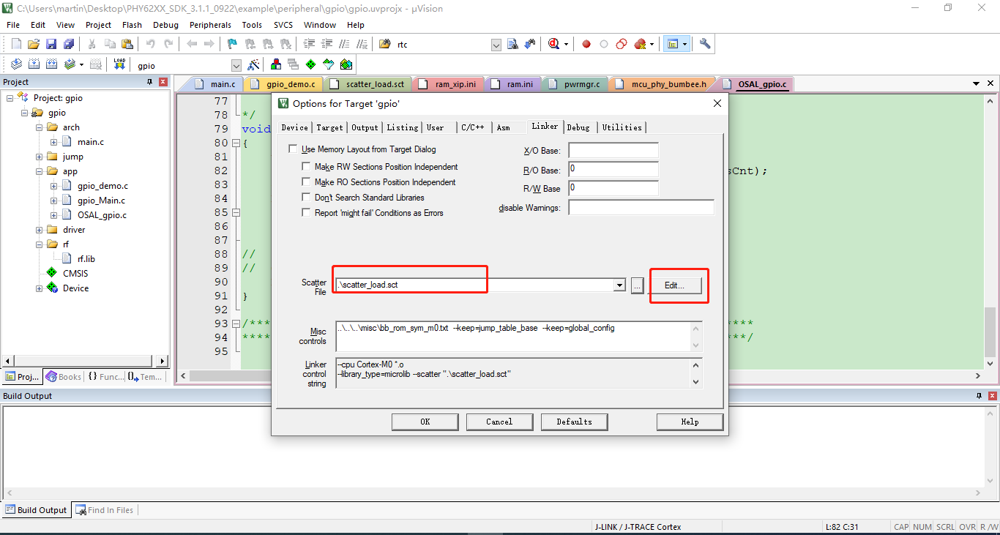 C:\Users\martin\Desktop\PHY62XX_SDK_3.1.1_0922\example\peripheral\gpio\gpio.uvprojx - µVision
File Edit View Project Flash Debug Peripherals Tools SVCS Window Help
rtc
LOAD
gpio
Project
Project: gpio
gpio
arch
main.c
jump
app
gpio_demo.c
gpio_Main.c
OSAL_gpio.c
driver
rf
rf.lib
CMSIS
Device
Proj... Books Func... Tem...
main.c gpio_demo.c scatter_load.sct ram_xip.ini ram.ini pwrmgr.c mcu_phy_bumbee.h OSAL_gpio.c
77
78 */
79 void
80 {
81
82 sCnt);
83
84
85
86
87
88 //
89 //
90
91 }
92
93 /****
94 **** ***/
95
Options for Target 'gpio'
Device Target Output Listing User C/C++ Asm Linker Debug Utilities
Use Memory Layout from Target Dialog
Make RW Sections Position Independent
Make RO Sections Position Independent
Don't Search Standard Libraries
Report 'might fail' Conditions as Errors
X/O Base:
R/O Base: 0
R/W Base 0
disable Warnings:
Scatter
File
.\scatter_load.sct
... Edit...
Misc
controls
..\..\..\misc\bb_rom_sym_m0.txt --keep=jump_table_base --keep=global_config
Linker
control
string
--cpu Cortex-M0 *.o
--library_type=microlib --scatter ".\scatter_load.sct"
OK Cancel Defaults Help
Build Output
Build Output Find In Files
J-LINK / J-TRACE Cortex L:82 C:31 CAP NUM SCRL OVR R /W